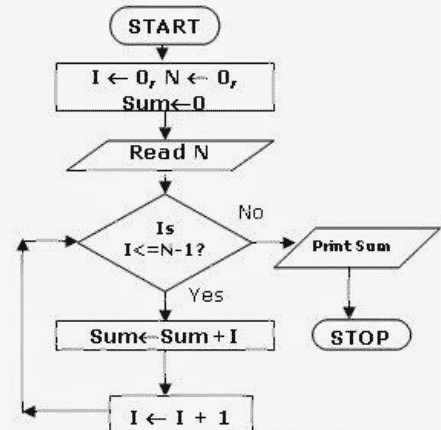 START
I ← 0, N ← 0,
Sum←0
Read N
Is
I<=N-1?
No
Print Sum
Yes
Sum←Sum+I
STOP
I ← I + 1